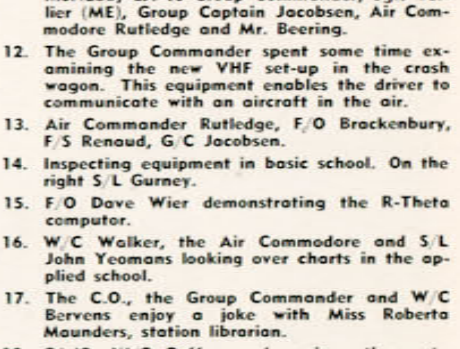 lier (ME), Group Captain Jacobsen, Air Com-
modore Rutledge and Mr. Beering.
12. The Group Commander spent some time ex-
amining the new VHF set-up in the crash
wagon. This equipment enables the driver to
communicate with an aircraft in the air.
13. Air Commander Rutledge, F/O Brackenbury,
F/S Renaud, G/C Jacobsen.
14. Inspecting equipment in basic school. On the
right S/L Gurney.
15. F/O Dave Wier demonstrating the R-Theta
computor.
16. W/C Walker, the Air Commodore and S/L
John Yeomans looking over charts in the ap-
plied school.
17. The C.O., the Group Commander and W/C
Bervens enjoy a joke with Miss Roberta
Maunders, station librarian.